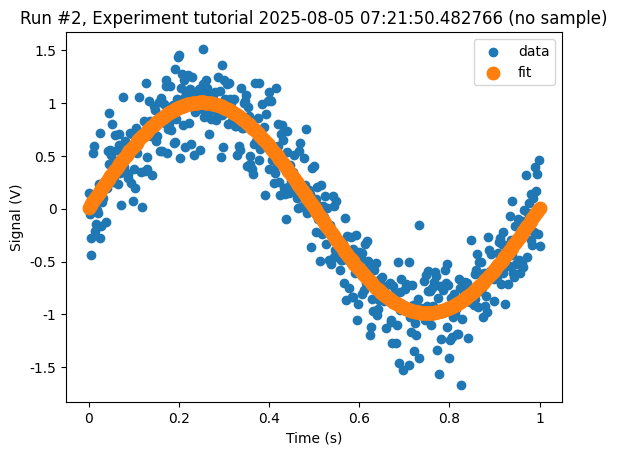 Run #2, Experiment tutorial 2025-08-05 07:21:50.482766 (no sample)
data
fit
Signal (V)
1.5
1
0.5
0
-0.5
-1
-1.5
0
0.2
0.4
0.6
0.8
1
Time (s)